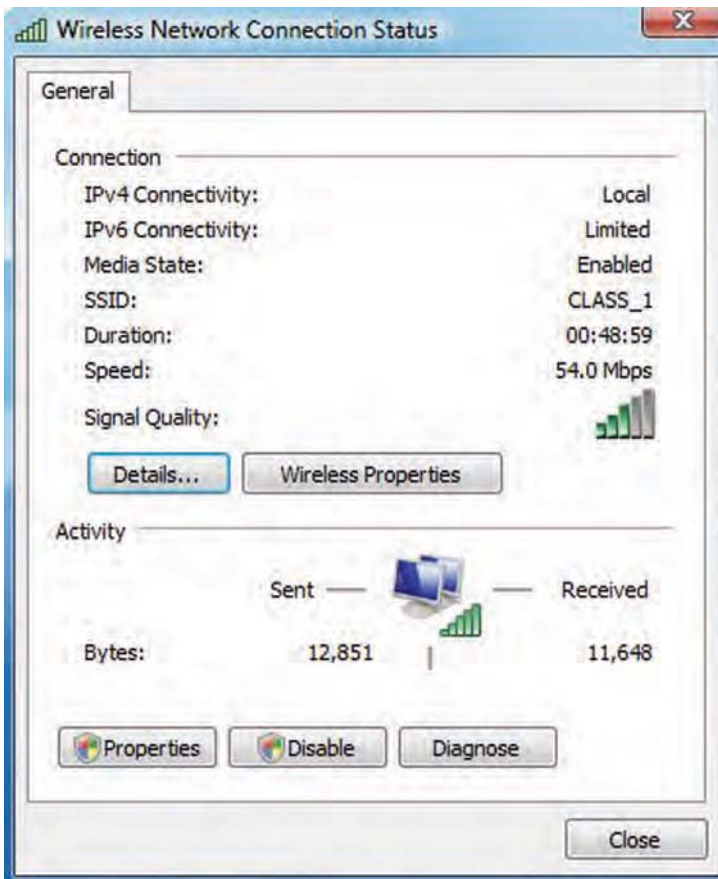 Wireless Network Connection Status
General
Connection
IPv4 Connectivity: Local
IPv6 Connectivity: Limited
Media State: Enabled
SSID: CLASS_1
Duration: 00:48:59
Speed: 54.0 Mbps
Signal Quality:
Details... Wireless Properties
Activity
Sent Received
Bytes: 12,851 11,648
Properties Disable Diagnose
Close